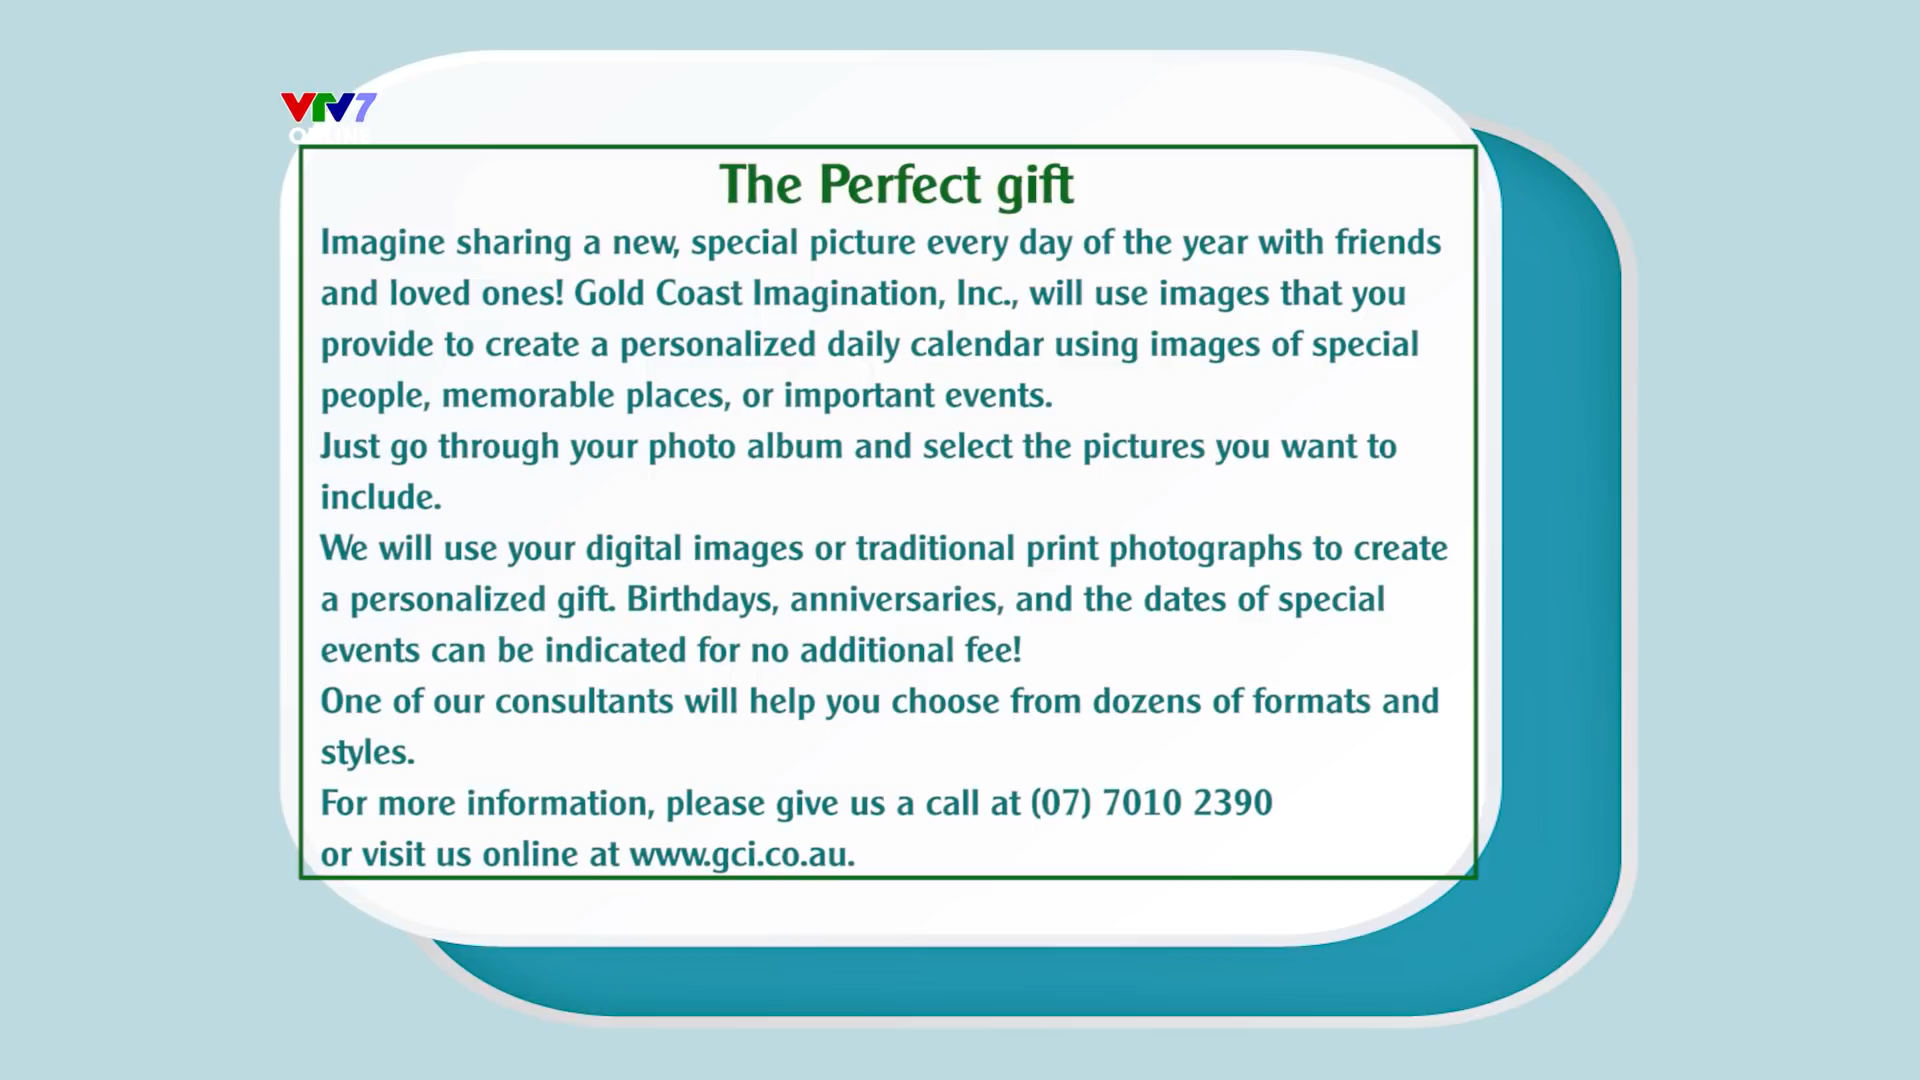 VTV7
ONLINE
The Perfect gift
Imagine sharing a new, special picture every day of the year with friends
and loved ones! Gold Coast Imagination, Inc., will use images that you
provide to create a personalized daily calendar using images of special
people, memorable places, or important events.
Just go through your photo album and select the pictures you want to
include.
We will use your digital images or traditional print photographs to create
a personalized gift. Birthdays, anniversaries, and the dates of special
events can be indicated for no additional fee!
One of our consultants will help you choose from dozens of formats and
styles.
For more information, please give us a call at (07) 7010 2390
or visit us online at www.gci.co.au.